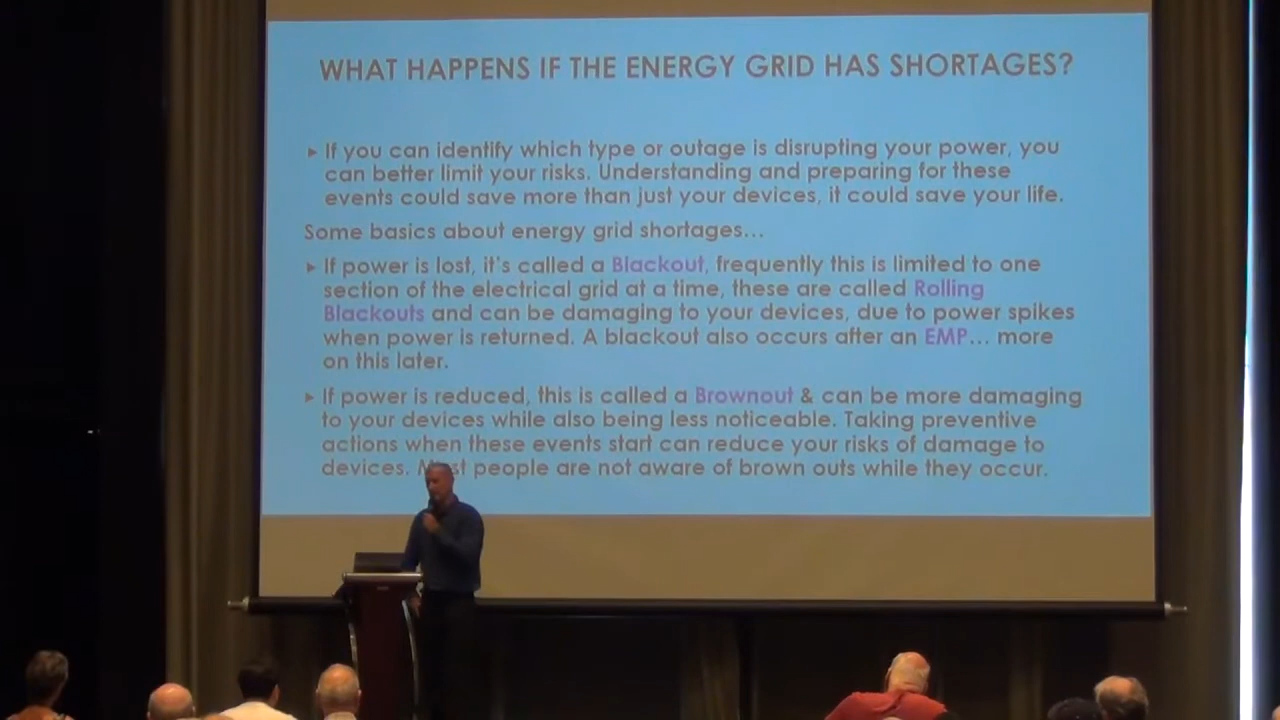 WHAT HAPPENS IF THE ENERGY GRID HAS SHORTAGES?
▸ If you can identify which type or outage is disrupting your power, you
can better limit your risks. Understanding and preparing for these
events could save more than just your devices, it could save your life.
Some basics about energy grid shortages...
▸ If power is lost, it's called a Blackout, frequently this is limited to one
section of the electrical grid at a time, these are called Rolling
Blackouts and can be damaging to your devices, due to power spikes
when power is returned. A blackout also occurs after an EMP... more
on this later.
▸ If power is reduced, this is called a Brownout & can be more damaging
to your devices while also being less noticeable. Taking preventive
actions when these events start can reduce your risks of damage to
devices. Most people are not aware of brown outs while they occur.